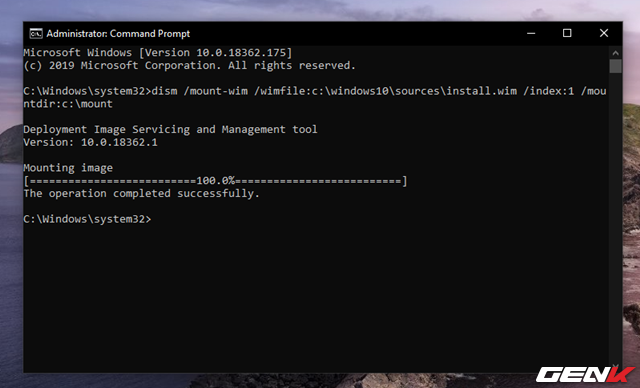 Administrator: Command Prompt
Microsoft Windows [Version 10.0.18362.175]
(c) 2019 Microsoft Corporation. All rights reserved.
C:\Windows\system32>dism /mount-wim /wimfile:c:\windows10\sources\install.wim /index:1 /mou
ntdir:c:\mount
Deployment Image Servicing and Management tool
Version: 10.0.18362.1
Mounting image
[==========================100.0%==========================]
The operation completed successfully.
C:\Windows\system32>
GENK